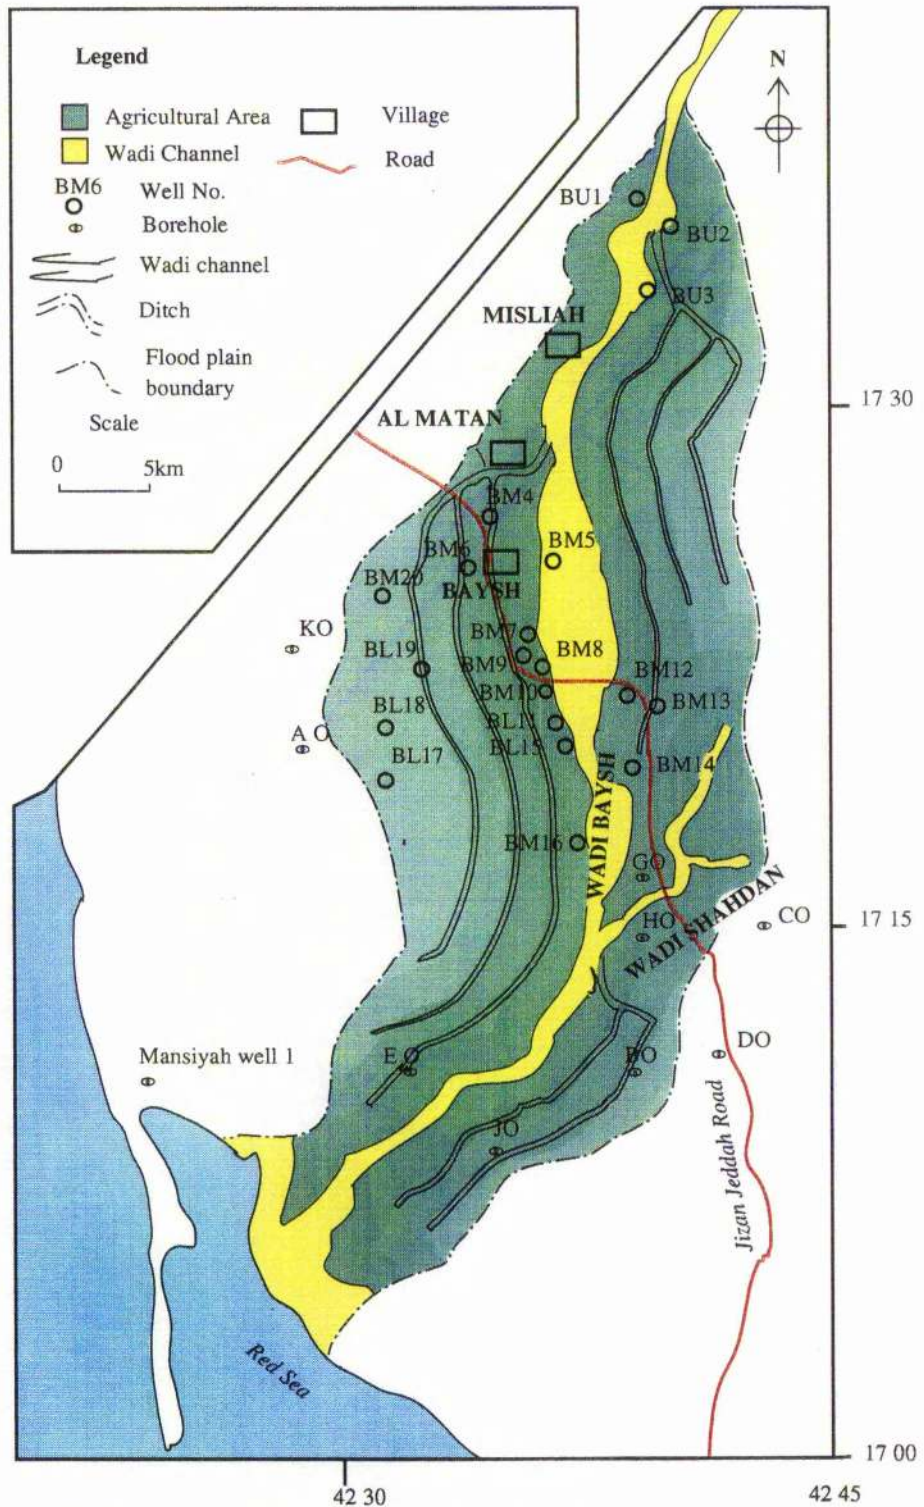 Legend
Agricultural Area
Village
Wadi Channel
Road
BM6
Well No.
Borehole
Wadi channel
Ditch
Flood plain
boundary
Scale
0 5km
N
BU1
BU2
BU3
MISLIAH
17 30
AL MATAN
BM4
BM5
BM6
BAYSH
BM20
KO
BM7
BL19
BM9
BM8
BM12
BM10
BM13
BL18
BL11
A O
BL15
BM14
BL17
WADI BAYSH
BM16
GO
WADI SHAHDAN
CO
HO
17 15
Mansiyah well 1
E O
BO
DO
JO
Jizan Jeddah Road
Red Sea
17 00
42 30
42 45